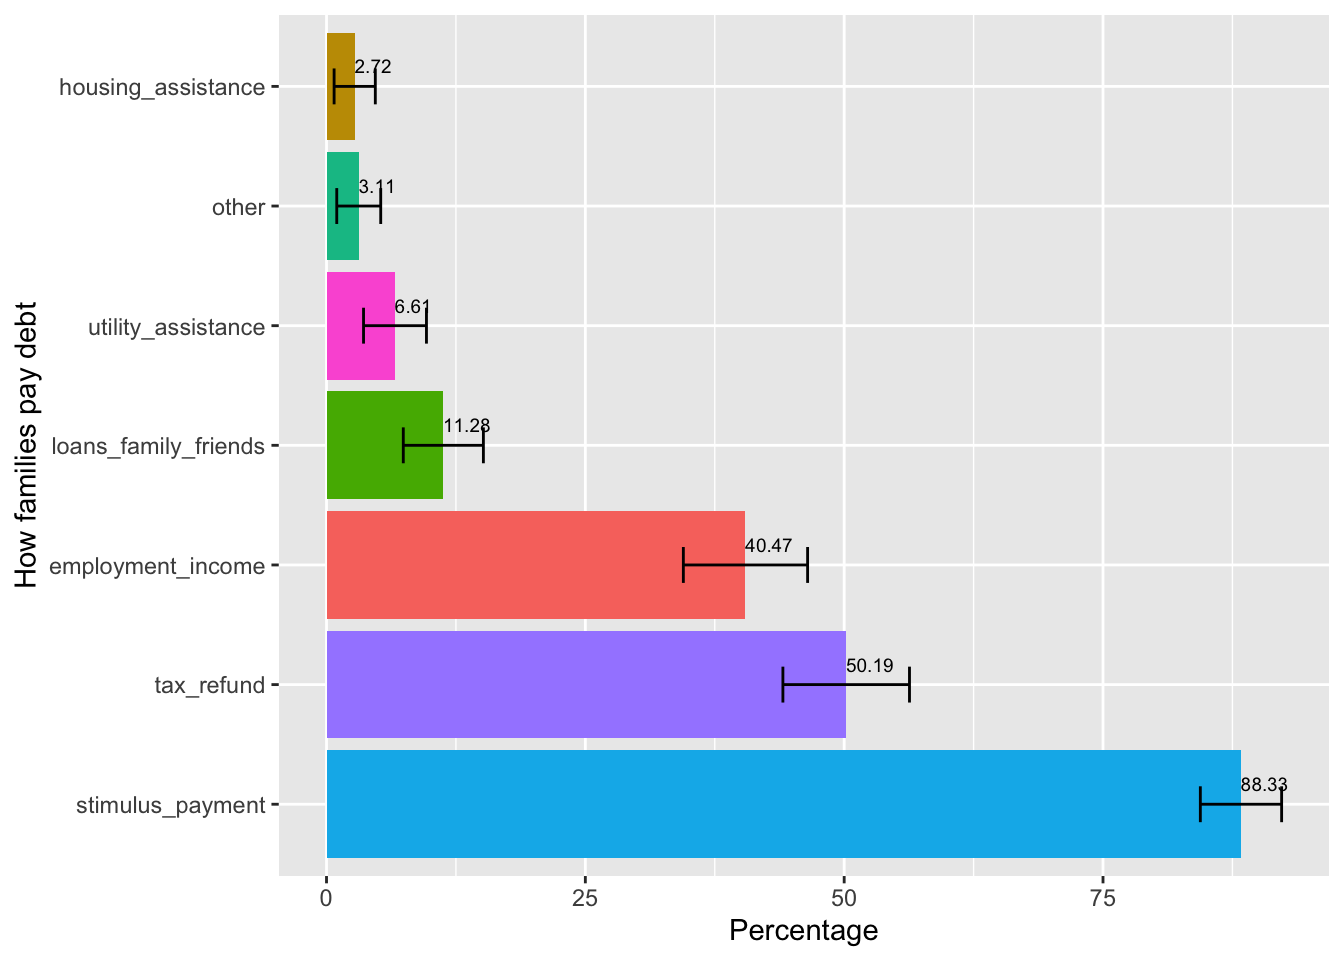 How families pay debt
housing_assistance
2.72
other
3.11
utility_assistance
6.61
loans_family_friends
11.28
employment_income
40.47
tax_refund
50.19
stimulus_payment
88.33
0 25 50 75
Percentage